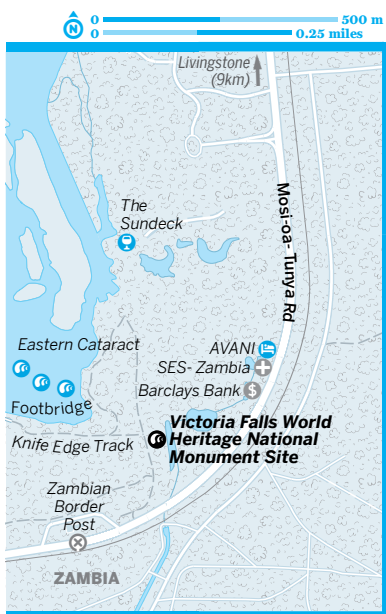 N
0 500 m
0 0.25 miles
Livingstone
(9km)
The
Sundeck
Mosi-oa- Tunya Rd
Eastern Cataract
AVANI
SES- Zambia
Barclays Bank
$
Footbridge
Victoria Falls World
Heritage National
Monument Site
Knife Edge Track
Zambian
Border
Post
ZAMBIA